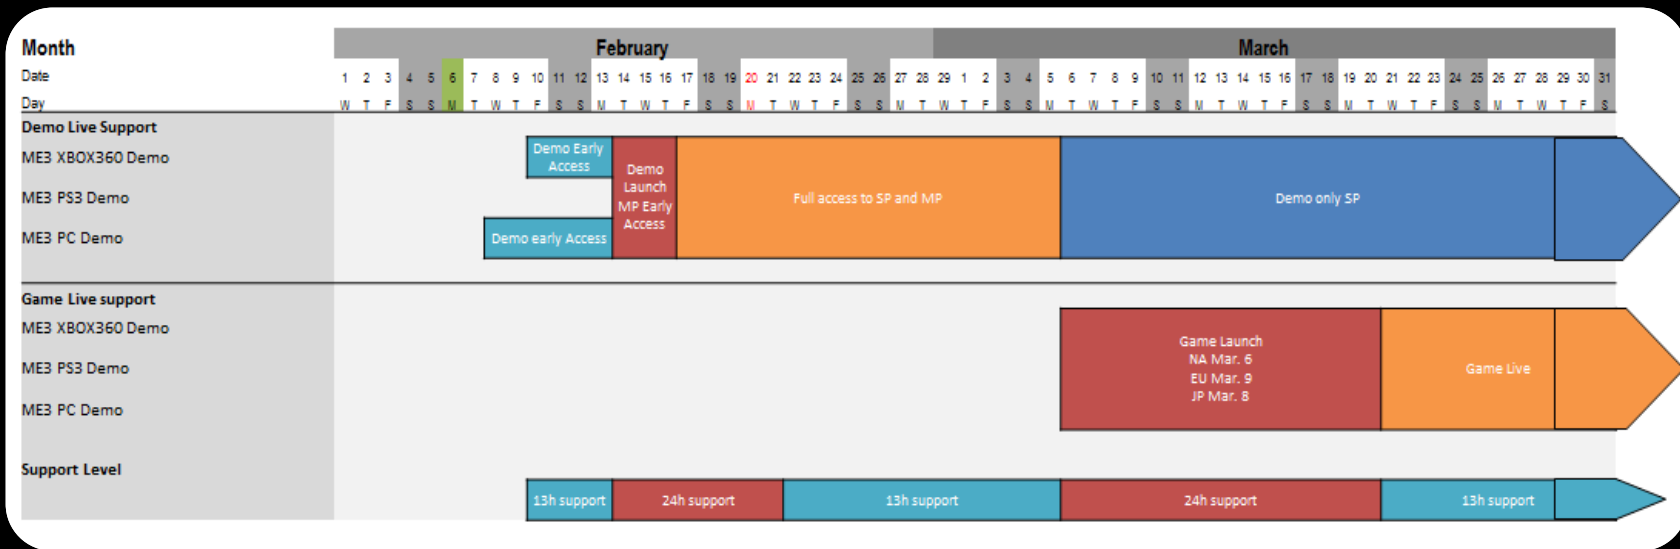 Month February March
Date 1 2 3 4 5 6 7 8 9 10 11 12 13 14 15 16 17 18 19 20 21 22 23 24 25 26 27 28 29 1 2 3 4 5 6 7 8 9 10 11 12 13 14 15 16 17 18 19 20 21 22 23 24 25 26 27 28 29 30 31
Day W T F S S M T W T F S S M T W T F S S M T W T F S S M T W T F S S M T W T F S S M T W T F S S M T W T F S S M T W T F S
Demo Live Support
ME3 XBOX360 Demo
Demo Early
Access
ME3 PS3 Demo
Demo
Launch
MP Early
Access
Full access to SP and MP
Demo only SP
ME3 PC Demo
Demo early Access
Game Live support
ME3 XBOX360 Demo
ME3 PS3 Demo
Game Launch
NA Mar. 6
EU Mar. 9
JP Mar. 8
Game Live
ME3 PC Demo
Support Level
13h support 24h support 13h support 24h support 13h support